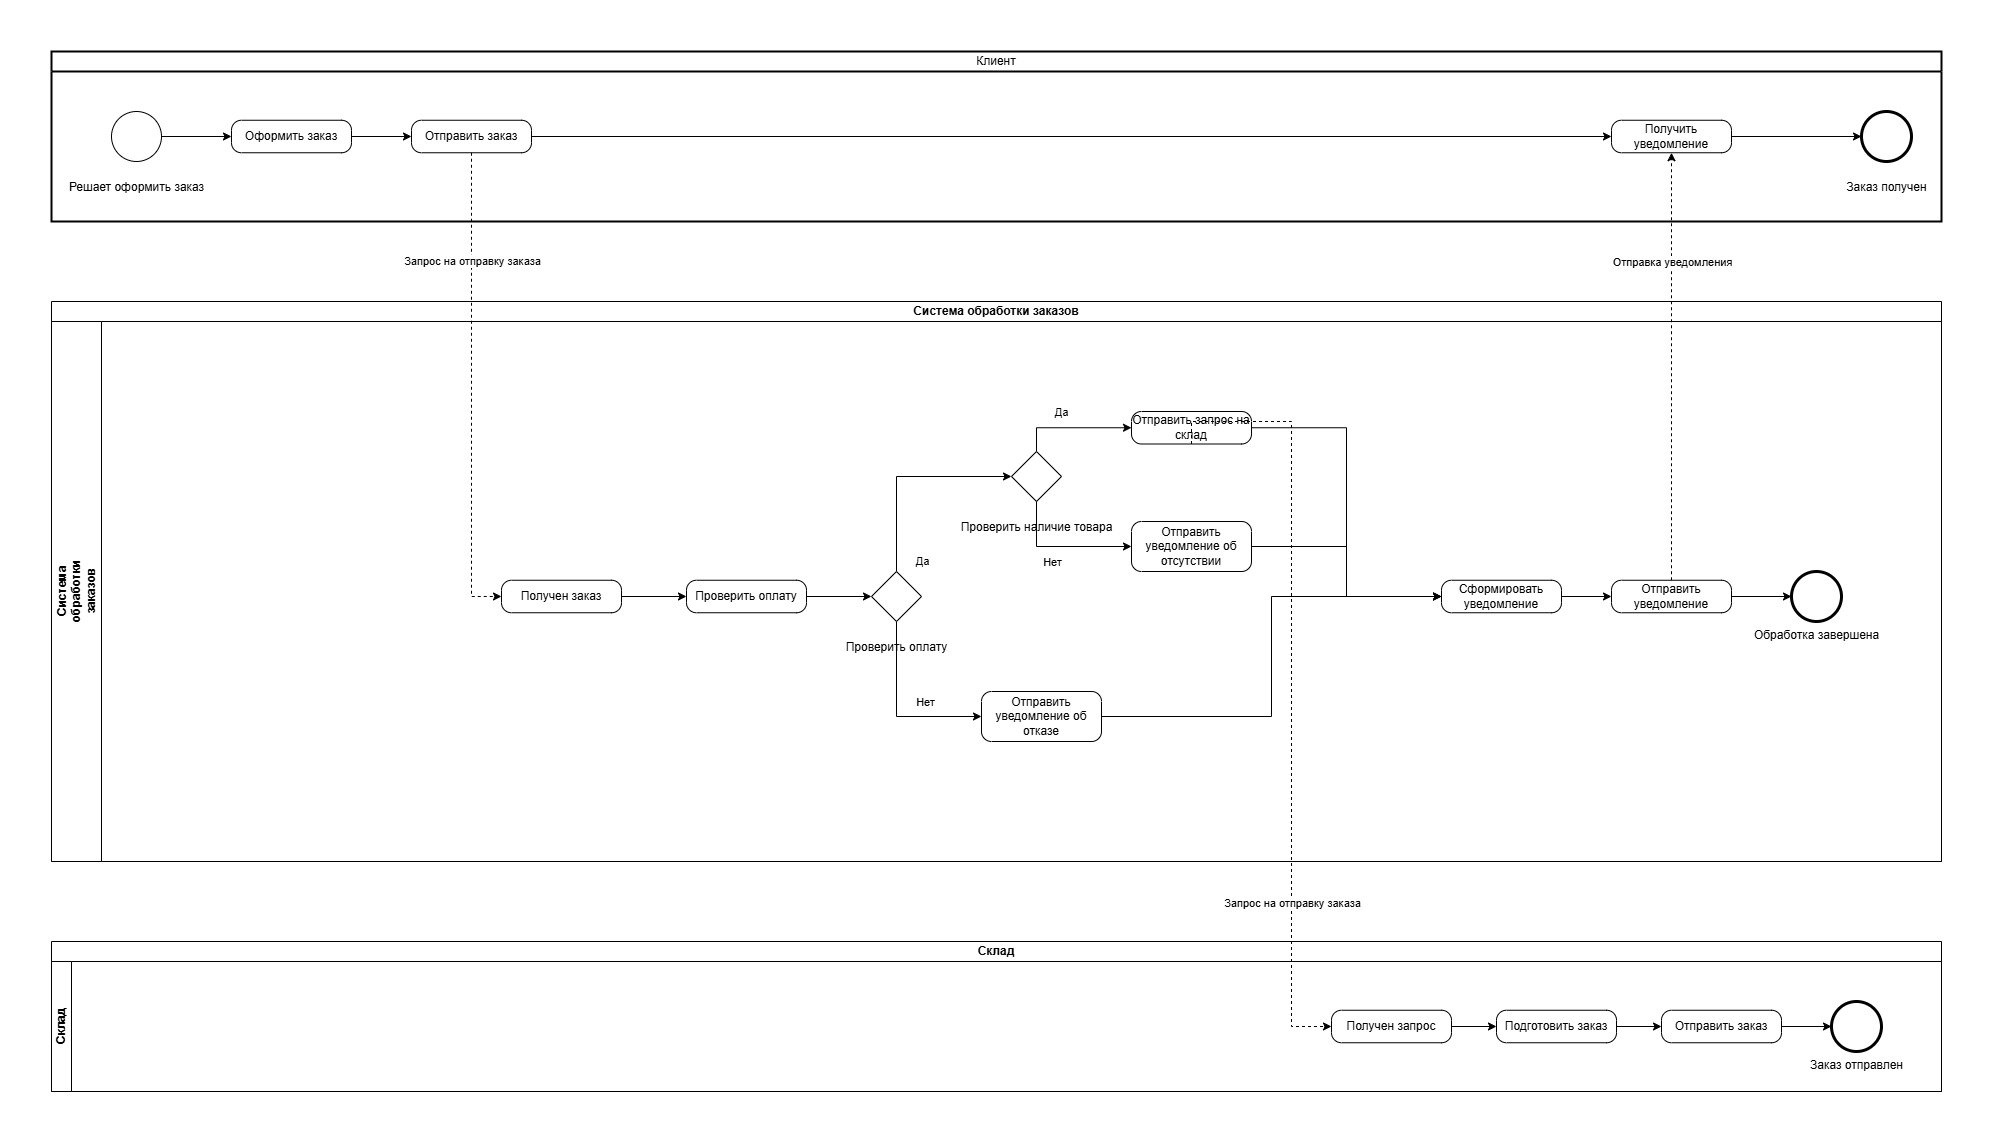 Клиент
Оформить заказ
Отправить заказ
Получить
уведомление
Решает оформить заказ
Заказ получен
Запрос на отправку заказа
Отправка уведомления
Система обработки заказов
Система
обработки
заказов
Да
Отправить запрос на
склад
Проверить наличие товара
Отправить
уведомление об
отсутствии
Нет
Да
Получен заказ
Проверить оплату
Сформировать
уведомление
Отправить
уведомление
Обработка завершена
Проверить оплату
Нет
Отправить
уведомление об
отказе
Запрос на отправку заказа
Склад
Склад
Получен запрос
Подготовить заказ
Отправить заказ
Заказ отправлен